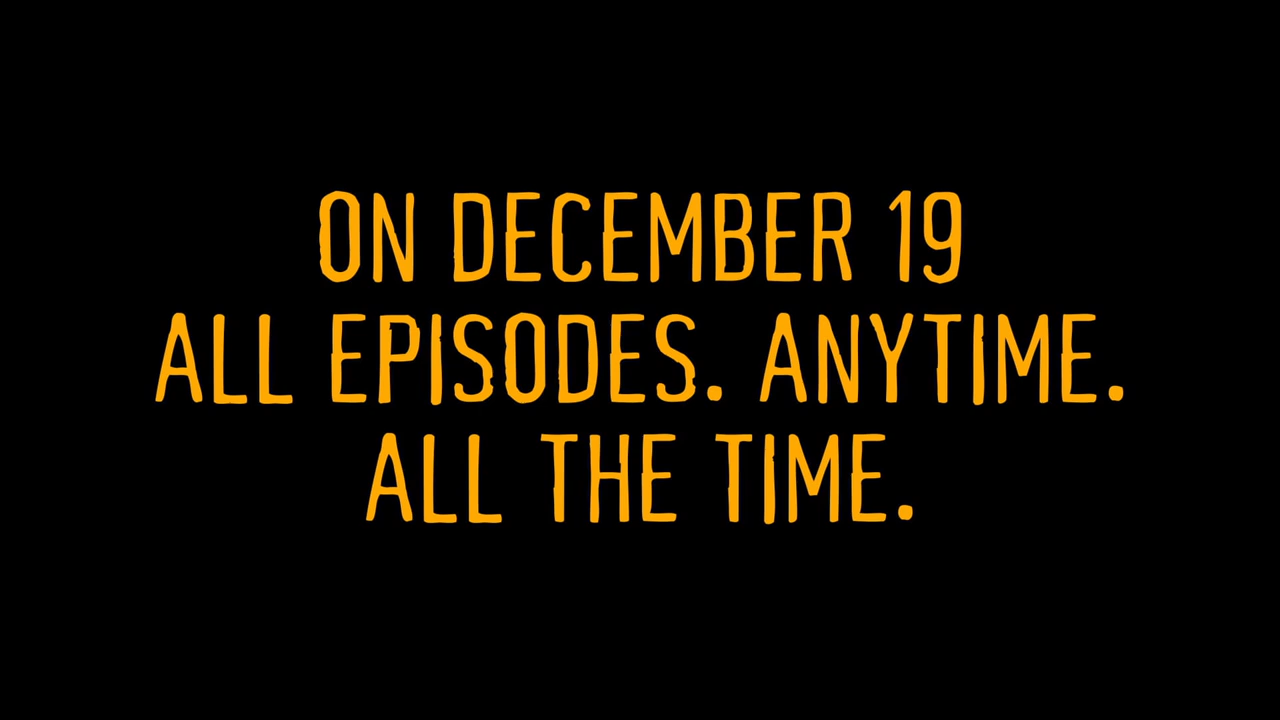 ON DECEMBER 19
ALL EPISODES. ANYTIME.
ALL THE TIME.